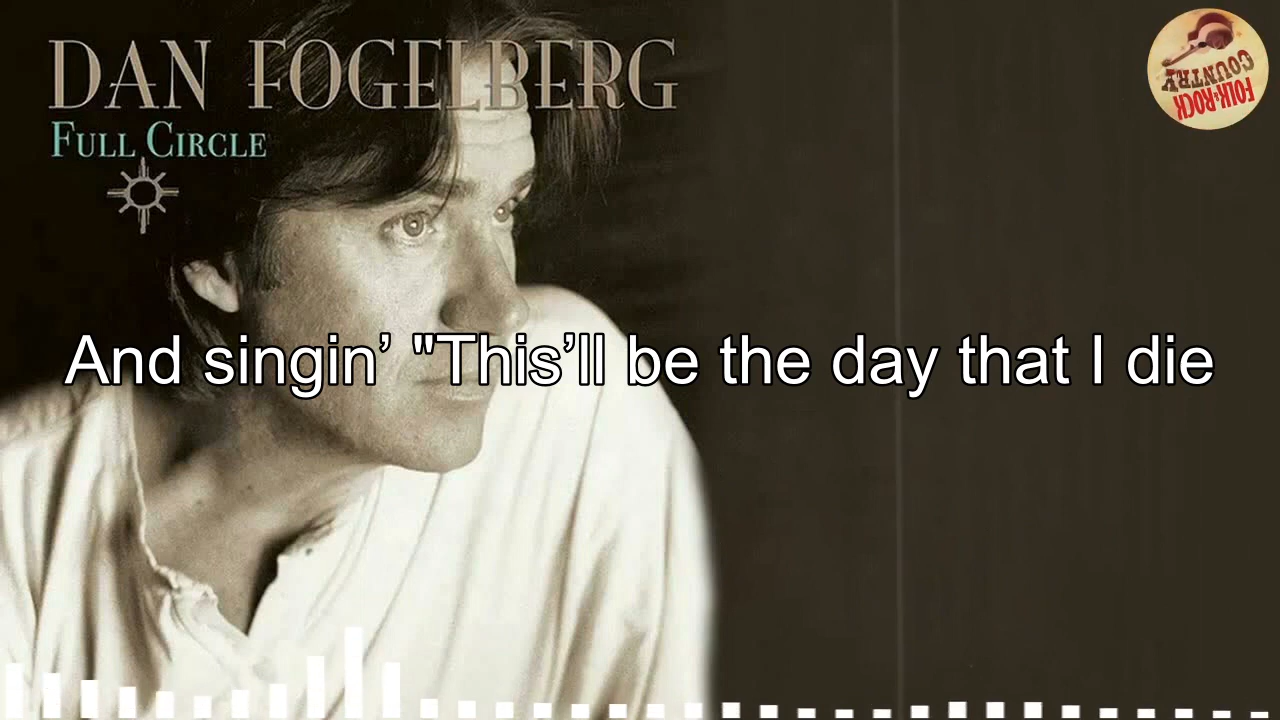 DAN FOGELBERG
FULL CIRCLE
And singin’ "This’ll be the day that I die
COUNTRY
FOLK-ROCK